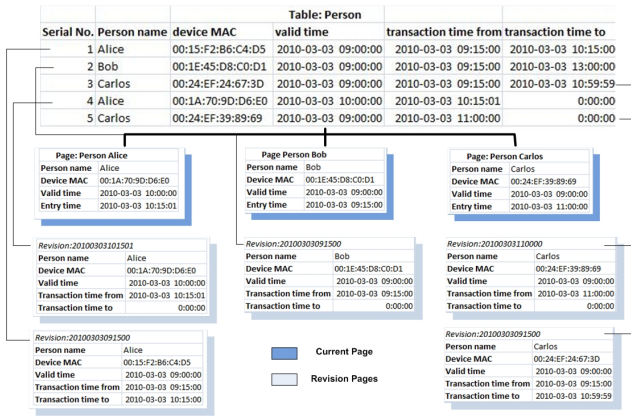 Table: Person
Serial No. Person name device MAC valid time transaction time from transaction time to
1 Alice 00:15:F2:B6:C4:D5 2010-03-03 09:00:00 2010-03-03 09:15:00 2010-03-03 10:15:00
2 Bob 00:1E:45:D8:C0:D1 2010-03-03 09:00:00 2010-03-03 09:15:00 2010-03-03 13:00:00
3 Carlos 00:24:EF:24:67:3D 2010-03-03 09:00:00 2010-03-03 09:15:00 2010-03-03 10:59:59
4 Alice 00:1A:70:9D:D6:E0 2010-03-03 10:00:00 2010-03-03 10:15:01 0:00:00
5 Carlos 00:24:EF:39:89:69 2010-03-03 09:00:00 2010-03-03 11:00:00 0:00:00
Page: Person Alice
Person name Alice
Device MAC 00:1A:70:9D:D6:E0
Valid time 2010-03-03 10:00:00
Entry time 2010-03-03 10:15:01
Page Person Bob
Person name Bob
Device MAC 00:1E:45:D8:C0:D1
Valid time 2010-03-03 09:00:00
Entry time 2010-03-03 09:15:00
Page: Person Carlos
Person name Carlos
Device MAC 00:24:EF:39:89:69
Valid time 2010-03-03 09:00:00
Entry time 2010-03-03 11:00:00
Revision:20100303101501
Person name Alice
Device MAC 00:1A:70:9D:D6:E0
Valid time 2010-03-03 10:00:00
Transaction time from 2010-03-03 10:15:01
Transaction time to 0:00:00
Revision:20100303091500
Person name Bob
Device MAC 00:1E:45:D8:C0:D1
Valid time 2010-03-03 09:00:00
Transaction time from 2010-03-03 09:15:00
Transaction time to 0:00:00
Revision:20100303110000
Person name Carlos
Device MAC 00:24:EF:39:89:69
Valid time 2010-03-03 09:00:00
Transaction time from 2010-03-03 11:00:00
Transaction time to 0:00:00
Revision:20100303091500
Person name Alice
Device MAC 00:15:F2:B6:C4:D5
Valid time 2010-03-03 09:00:00
Transaction time from 2010-03-03 09:15:00
Transaction time to 2010-03-03 10:15:00
Current Page
Revision Pages
Revision:20100303091500
Person name Carlos
Device MAC 00:24:EF:24:67:3D
Valid time 2010-03-03 09:00:00
Transaction time from 2010-03-03 09:15:00
Transaction time to 2010-03-03 10:59:59